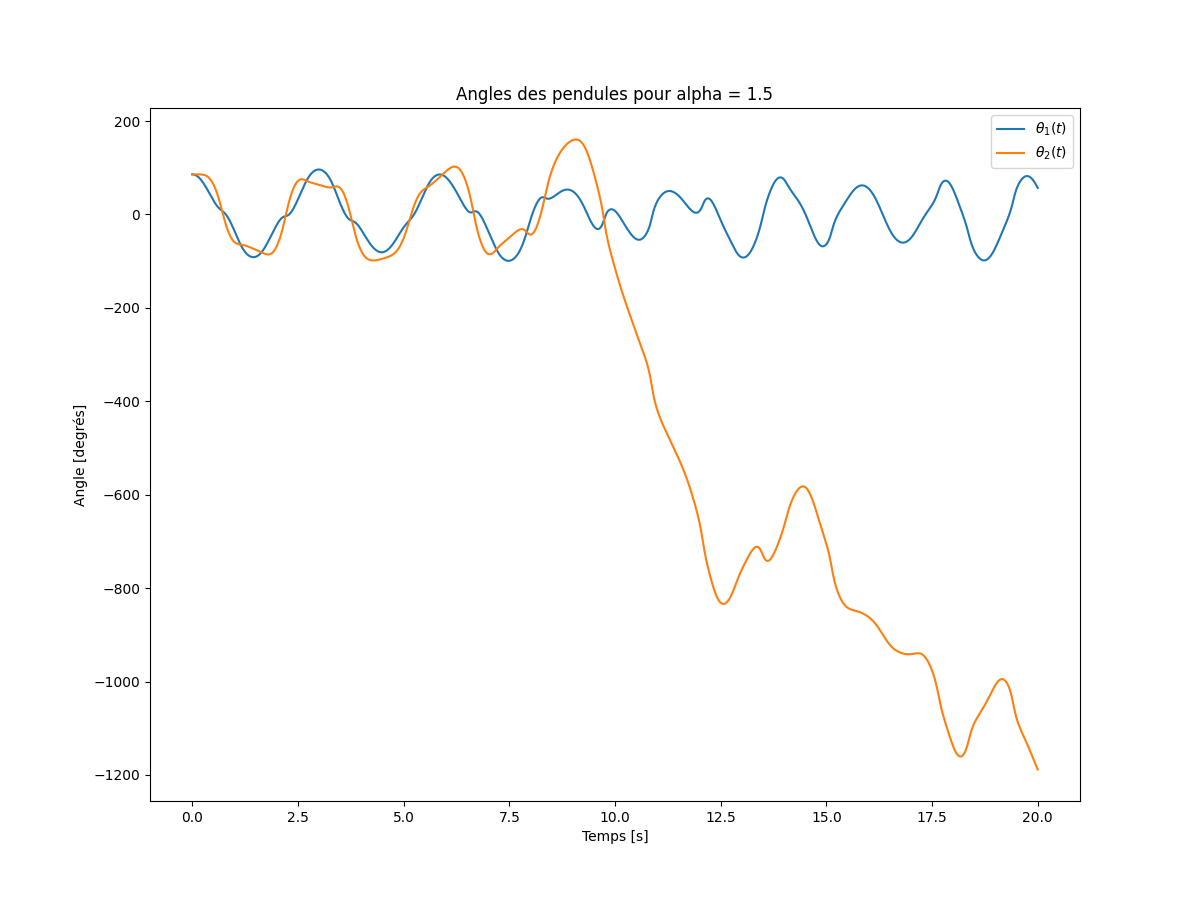 Angles des pendules pour alpha = 1.5
θ₁(t)
θ₂(t)
200
0
−200
−400
−600
−800
−1000
−1200
Angle [degrés]
0.0 2.5 5.0 7.5 10.0 12.5 15.0 17.5 20.0
Temps [s]